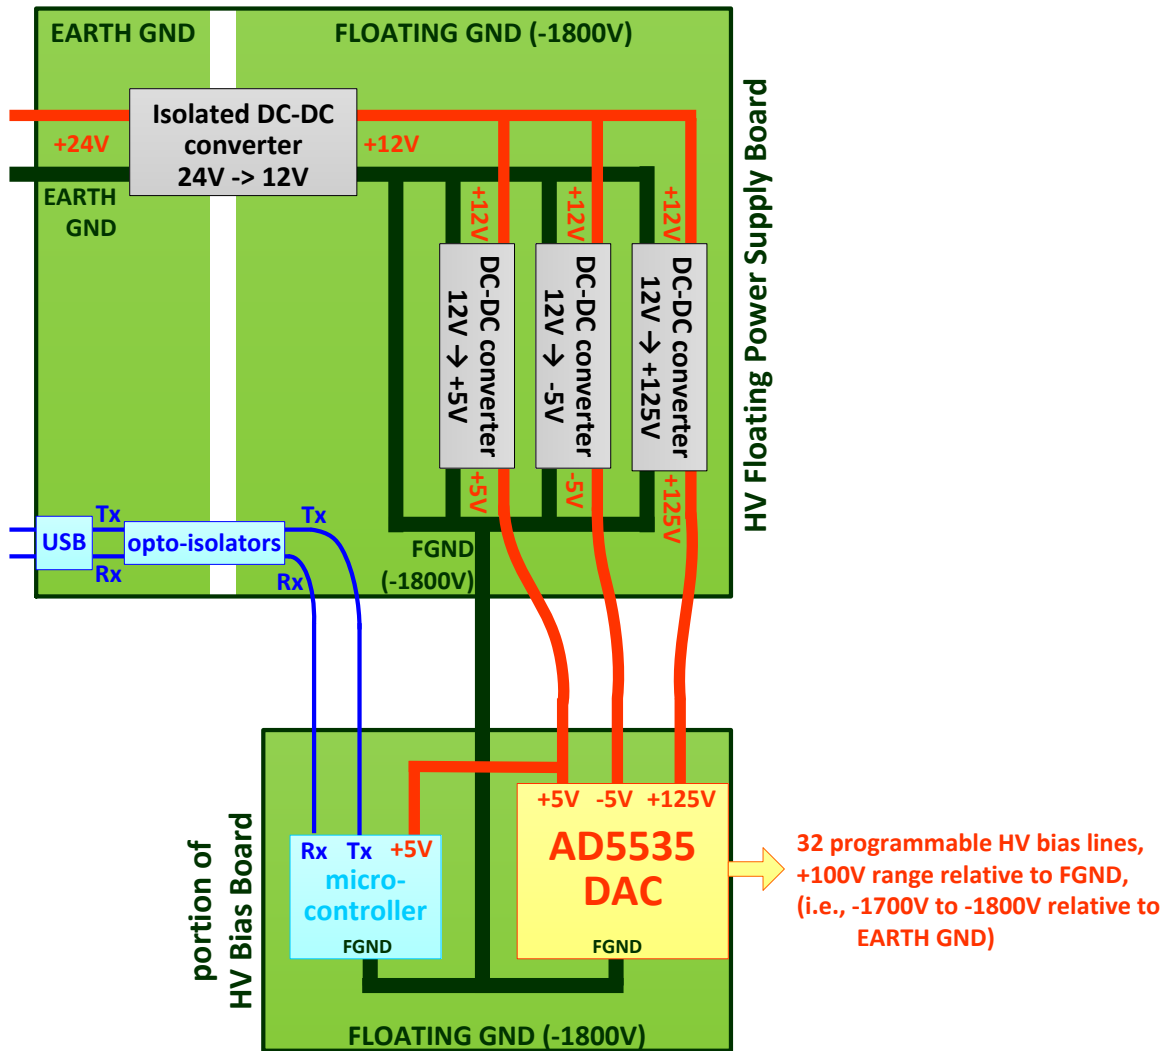 EARTH GND
FLOATING GND (-1800V)
Isolated DC-DC
converter
24V -> 12V
+24V
+12V
EARTH
GND
+12V
+12V
+12V
DC-DC converter
12V → +5V
DC-DC converter
12V → -5V
DC-DC converter
12V → +125V
+5V
-5V
+125V
HV Floating Power Supply Board
USB
Tx
Rx
opto-isolators
Tx
Rx
FGND
(-1800V)
portion of
HV Bias Board
Rx Tx +5V
micro-
controller
FGND
+5V -5V +125V
AD5535
DAC
FGND
FLOATING GND (-1800V)
32 programmable HV bias lines,
+100V range relative to FGND,
(i.e., -1700V to -1800V relative to
EARTH GND)